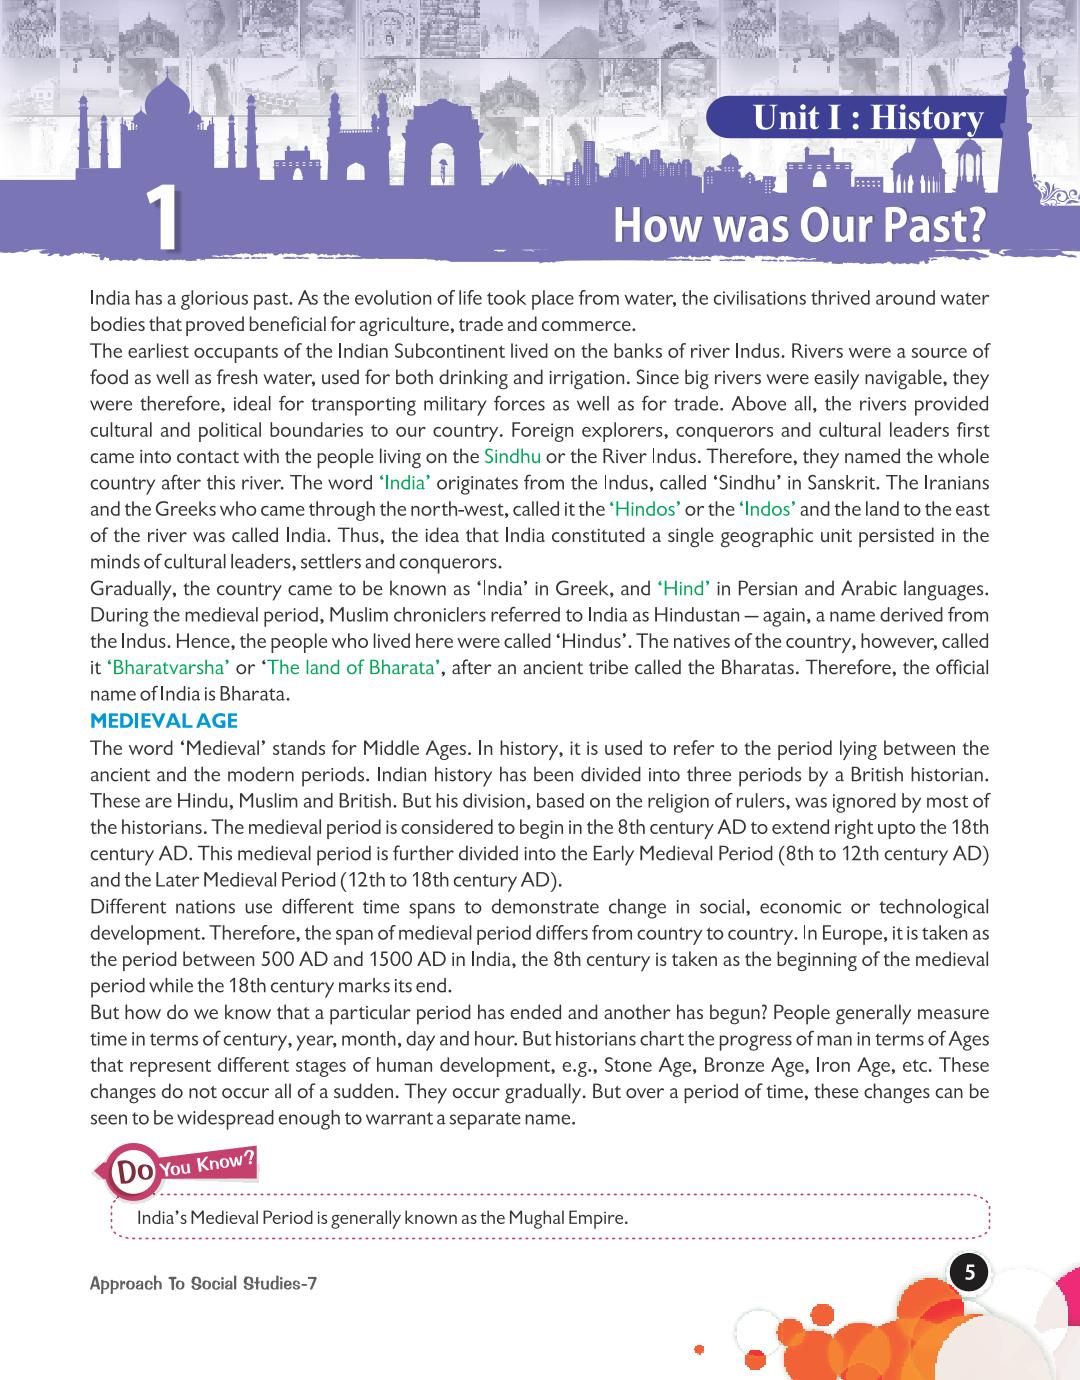 Unit I : History
1
How was Our Past?
India has a glorious past. As the evolution of life took place from water, the civilisations thrived around water
bodies that proved beneficial for agriculture, trade and commerce.
The earliest occupants of the Indian Subcontinent lived on the banks of river Indus. Rivers were a source of
food as well as fresh water, used for both drinking and irrigation. Since big rivers were easily navigable, they
were therefore, ideal for transporting military forces as well as for trade. Above all, the rivers provided
cultural and political boundaries to our country. Foreign explorers, conquerors and cultural leaders first
came into contact with the people living on the Sindhu or the River Indus. Therefore, they named the whole
country after this river. The word ‘India’ originates from the Indus, called ‘Sindhu’ in Sanskrit. The Iranians
and the Greeks who came through the north-west, called it the ‘Hindos’ or the ‘Indos’ and the land to the east
of the river was called India. Thus, the idea that India constituted a single geographic unit persisted in the
minds of cultural leaders, settlers and conquerors.
Gradually, the country came to be known as ‘India’ in Greek, and ‘Hind’ in Persian and Arabic languages.
During the medieval period, Muslim chroniclers referred to India as Hindustan — again, a name derived from
the Indus. Hence, the people who lived here were called ‘Hindus’. The natives of the country, however, called
it ‘Bharatvarsha’ or ‘The land of Bharata’, after an ancient tribe called the Bharatas. Therefore, the official
name of India is Bharata.
MEDIEVAL AGE
The word ‘Medieval’ stands for Middle Ages. In history, it is used to refer to the period lying between the
ancient and the modern periods. Indian history has been divided into three periods by a British historian.
These are Hindu, Muslim and British. But his division, based on the religion of rulers, was ignored by most of
the historians. The medieval period is considered to begin in the 8th century AD to extend right upto the 18th
century AD. This medieval period is further divided into the Early Medieval Period (8th to 12th century AD)
and the Later Medieval Period (12th to 18th century AD).
Different nations use different time spans to demonstrate change in social, economic or technological
development. Therefore, the span of medieval period differs from country to country. In Europe, it is taken as
the period between 500 AD and 1500 AD in India, the 8th century is taken as the beginning of the medieval
period while the 18th century marks its end.
But how do we know that a particular period has ended and another has begun? People generally measure
time in terms of century, year, month, day and hour. But historians chart the progress of man in terms of Ages
that represent different stages of human development, e.g., Stone Age, Bronze Age, Iron Age, etc. These
changes do not occur all of a sudden. They occur gradually. But over a period of time, these changes can be
seen to be widespread enough to warrant a separate name.
Do You Know?
India’s Medieval Period is generally known as the Mughal Empire.
Approach To Social Studies-7
5